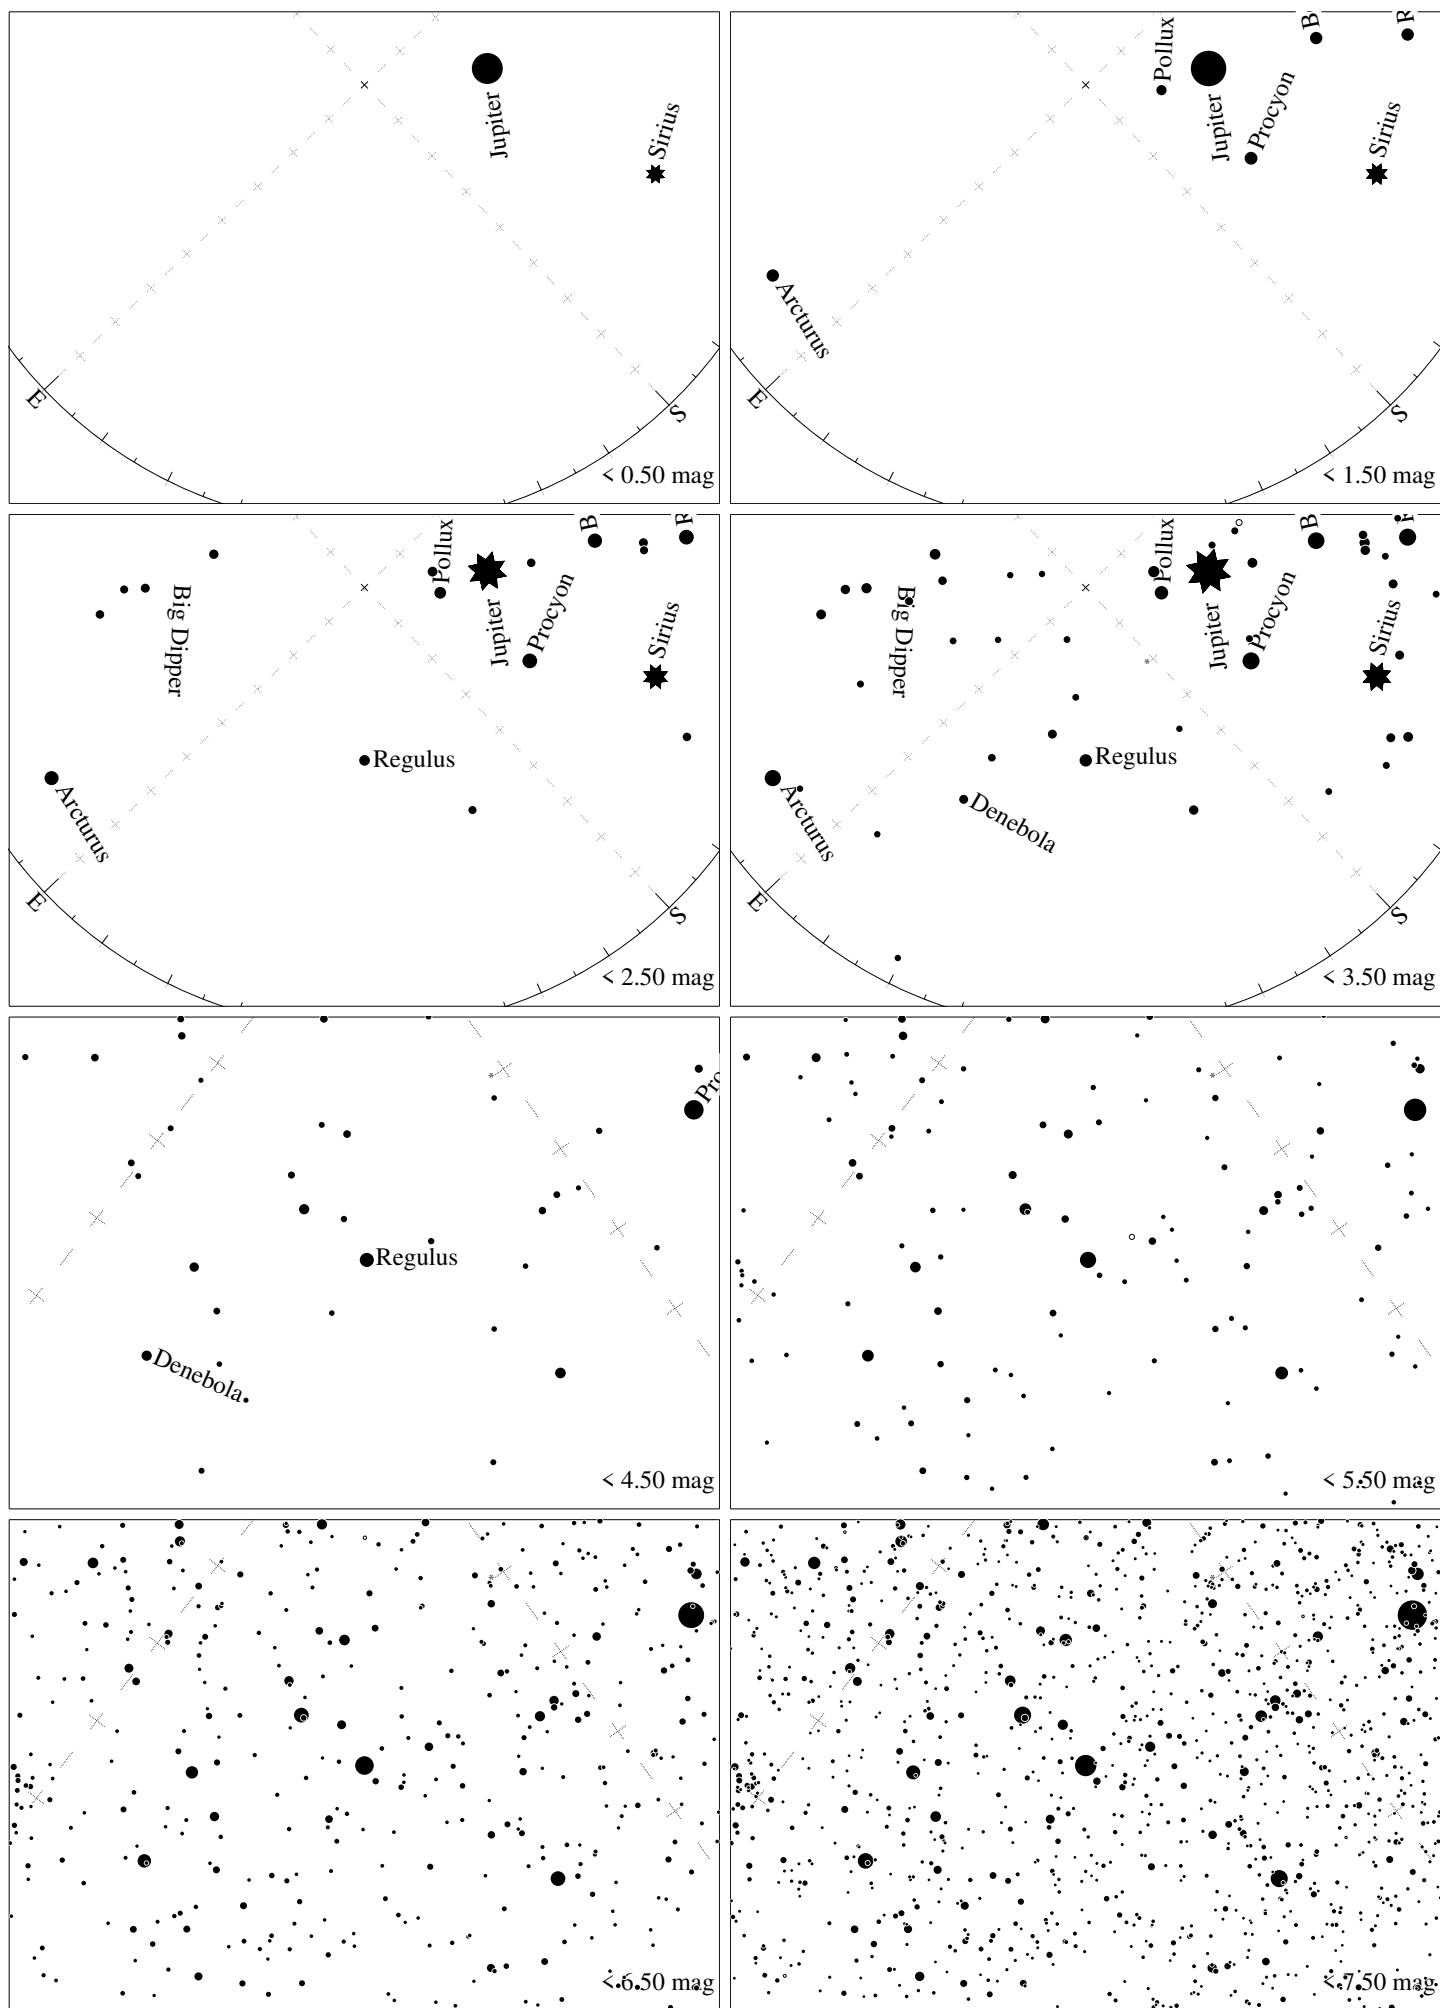 Jupiter
Sirius
E
S
< 0.50 mag
Pollux
B
R
Jupiter
Procyon
Sirius
Arcturus
E
S
< 1.50 mag
Pollux
B
R
Big Dipper
Jupiter
Procyon
Sirius
Regulus
Arcturus
E
S
< 2.50 mag
Pollux
B
Big Dipper
Jupiter
Procyon
Sirius
Regulus
Arcturus
Denebola
E
S
< 3.50 mag
Pro
Regulus
Denebola
< 4.50 mag
< 5.50 mag
< 6.50 mag
< 7.50 mag